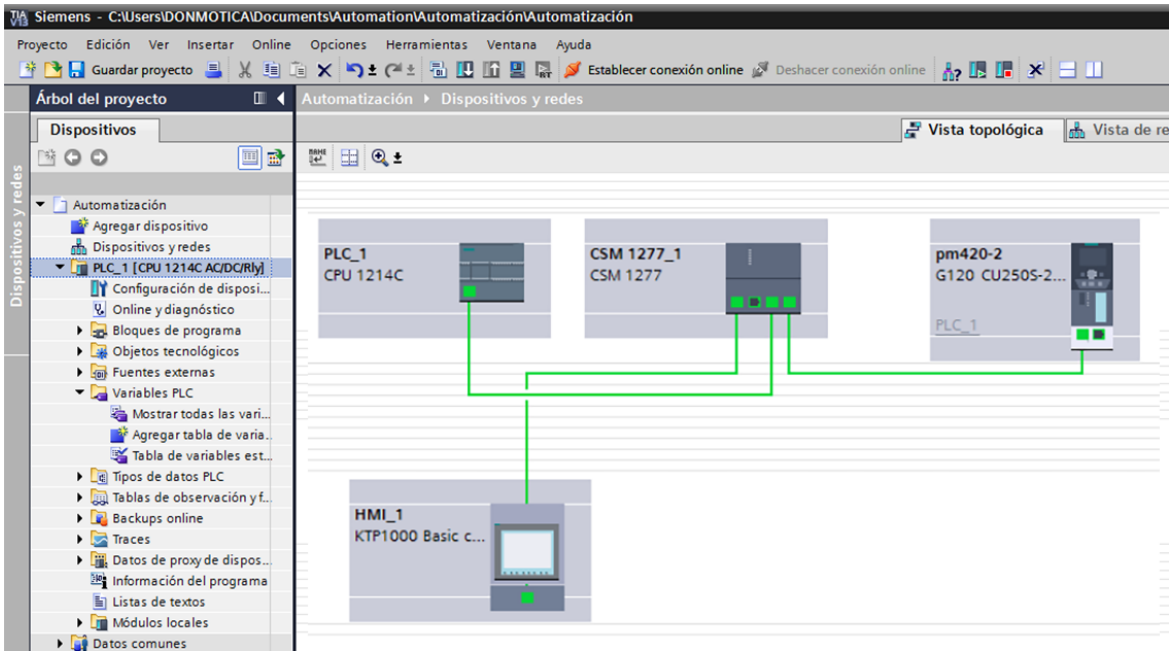 Siemens - C:\Users\DONMOTICA\Documents\Automation\Automatización\Automatización
Proyecto Edición Ver Insertar Online Opciones Herramientas Ventana Ayuda
Guardar proyecto Establecer conexión online Deshacer conexión online
Árbol del proyecto
Automatización Dispositivos y redes
Dispositivos
Vista topológica Vista de re
Dispositivos y redes
Automatización
Agregar dispositivo
Dispositivos y redes
PLC_1 [CPU 1214C AC/DC/Rly]
Configuración de disposi...
Online y diagnóstico
Bloques de programa
Objetos tecnológicos
Fuentes externas
Variables PLC
Mostrar todas las vari...
Agregar tabla de varia..
Tabla de variables est...
Tipos de datos PLC
Tablas de observación y f...
Backups online
Traces
Datos de proxy de dispos...
Información del programa
Listas de textos
Módulos locales
Datos comunes
PLC_1
CPU 1214C
CSM 1277_1
CSM 1277
pm420-2
G120 CU250S-2...
PLC_1
HMI_1
KTP1000 Basic c...